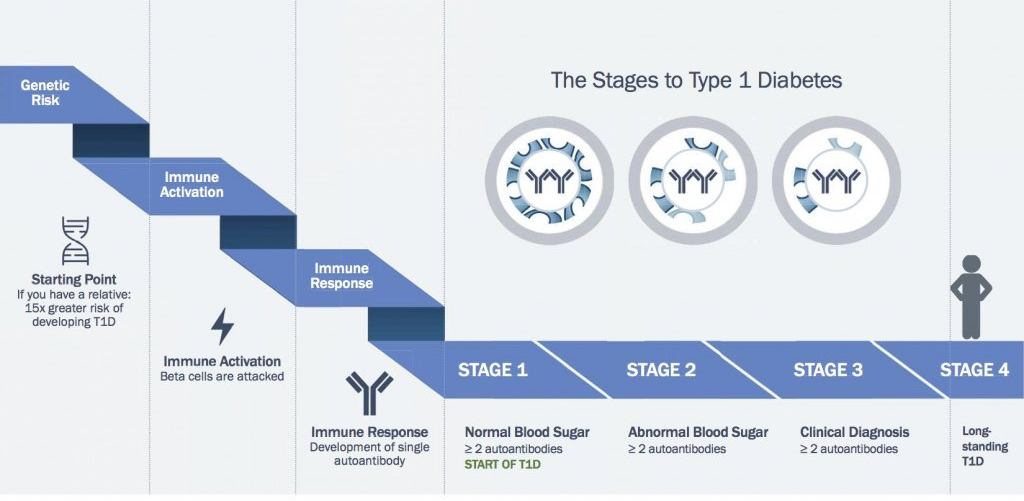 The Stages to Type 1 Diabetes
Genetic
Risk
Immune
Activation
Immune
Response
Starting Point
If you have a relative:
15x greater risk of
developing T1D
Immune Activation
Beta cells are attacked
Immune Response
Development of single
autoantibody
STAGE 1
STAGE 2
STAGE 3
STAGE 4
Normal Blood Sugar
≥ 2 autoantibodies
START OF T1D
Abnormal Blood Sugar
≥ 2 autoantibodies
Clinical Diagnosis
≥ 2 autoantibodies
Long-
standing
T1D